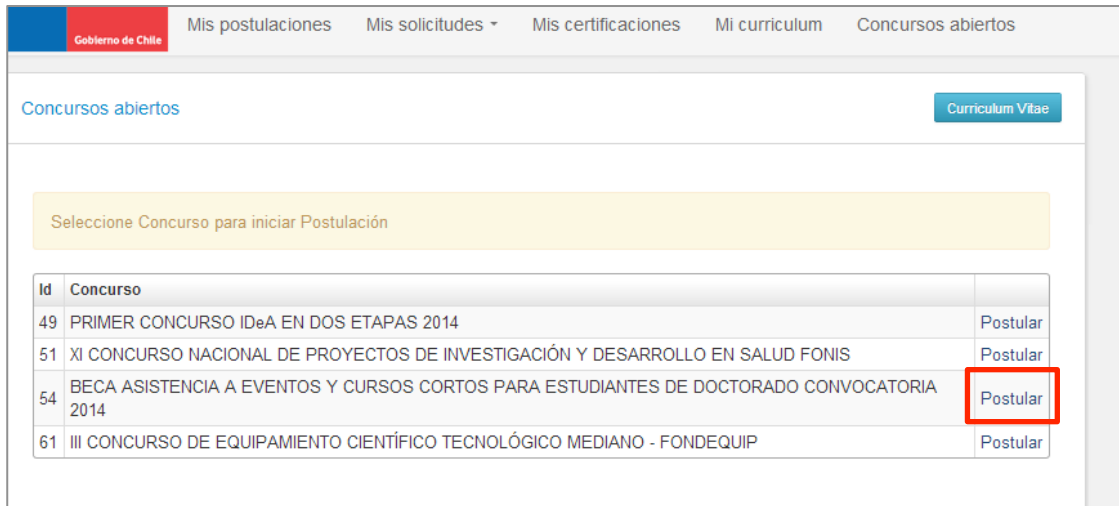 Gobierno de Chile
Mis postulaciones Mis solicitudes Mis certificaciones Mi curriculum Concursos abiertos
Concursos abiertos Curriculum Vitae
Seleccione Concurso para iniciar Postulación
Id Concurso
49 PRIMER CONCURSO IDeA EN DOS ETAPAS 2014 Postular
51 XI CONCURSO NACIONAL DE PROYECTOS DE INVESTIGACIÓN Y DESARROLLO EN SALUD FONIS Postular
54 BECA ASISTENCIA A EVENTOS Y CURSOS CORTOS PARA ESTUDIANTES DE DOCTORADO CONVOCATORIA
2014 Postular
61 III CONCURSO DE EQUIPAMIENTO CIENTÍFICO TECNOLÓGICO MEDIANO - FONDEQUIP Postular